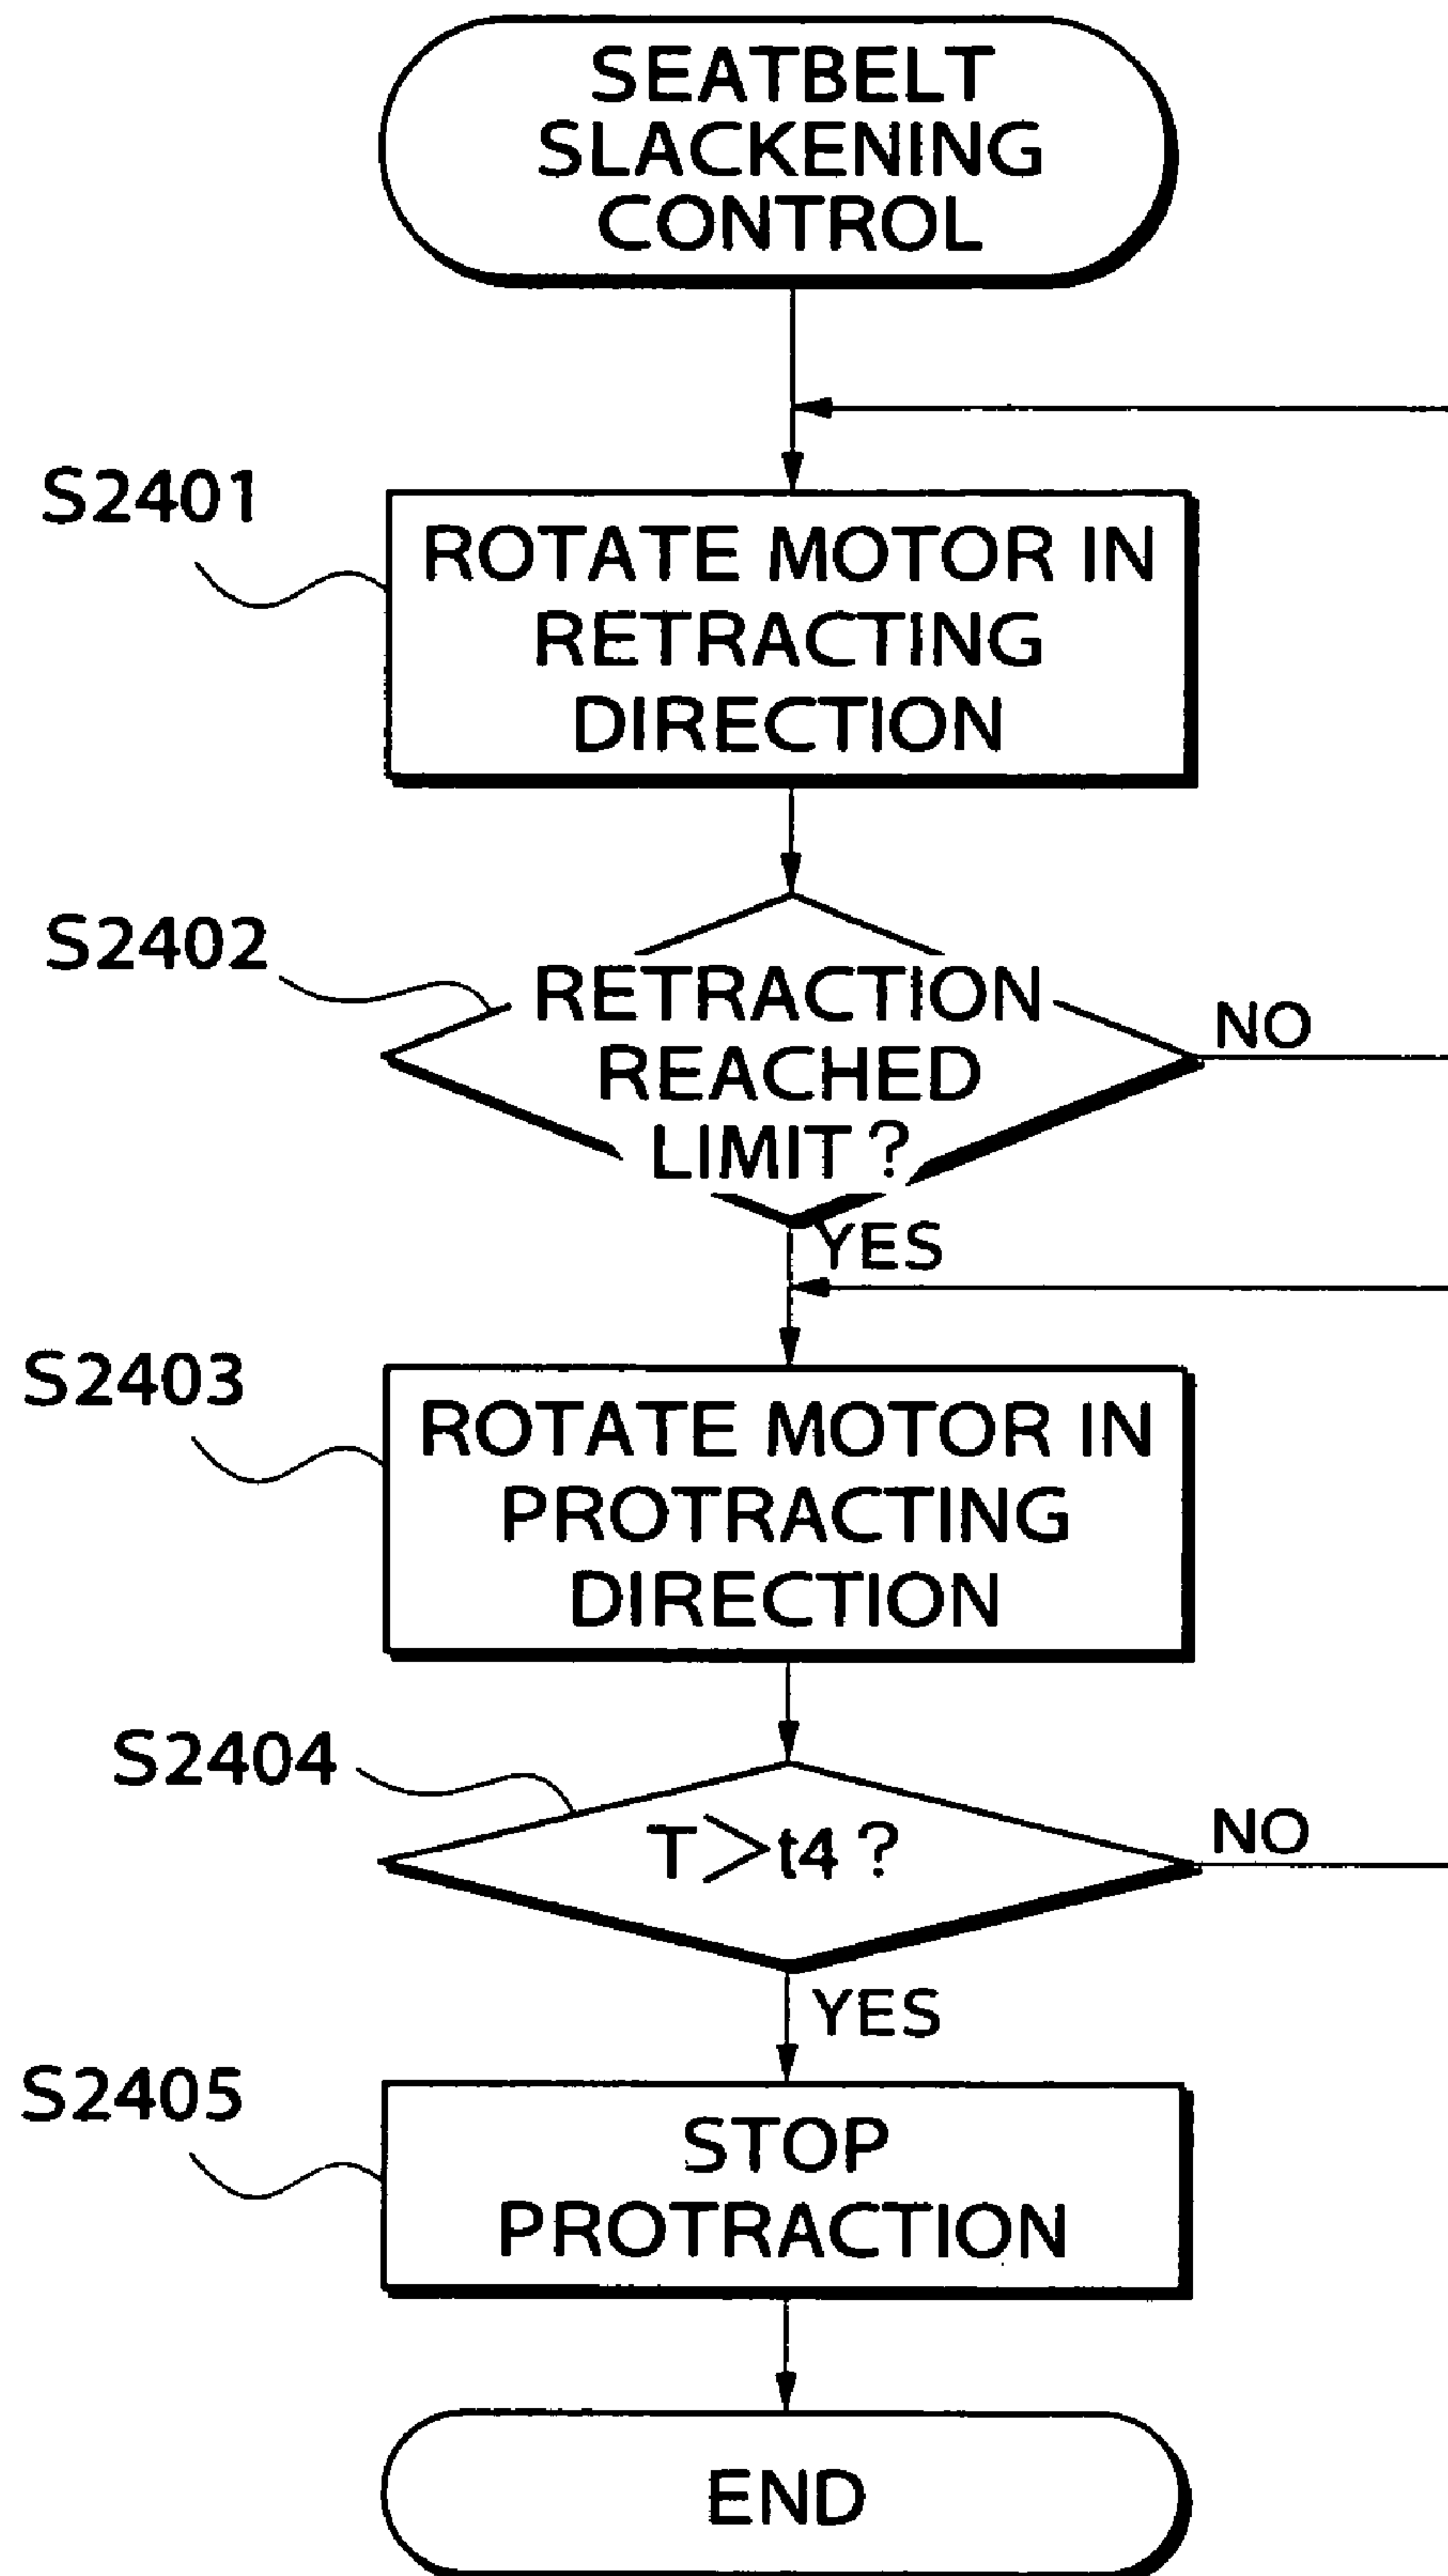 SEATBELT
SLACKENING
CONTROL
S2401
ROTATE MOTOR IN
RETRACTING
DIRECTION
S2402
RETRACTION
REACHED
LIMIT?
NO
YES
S2403
ROTATE MOTOR IN
PROTRACTING
DIRECTION
S2404
T>t4?
NO
YES
S2405
STOP
PROTRACTION
END